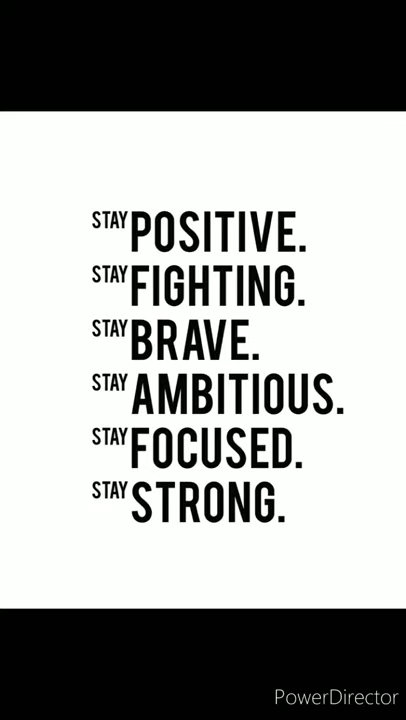 STAY POSITIVE.
STAY FIGHTING.
STAY BRAVE.
STAY AMBITIOUS.
STAY FOCUSED.
STAY STRONG.
PowerDirector